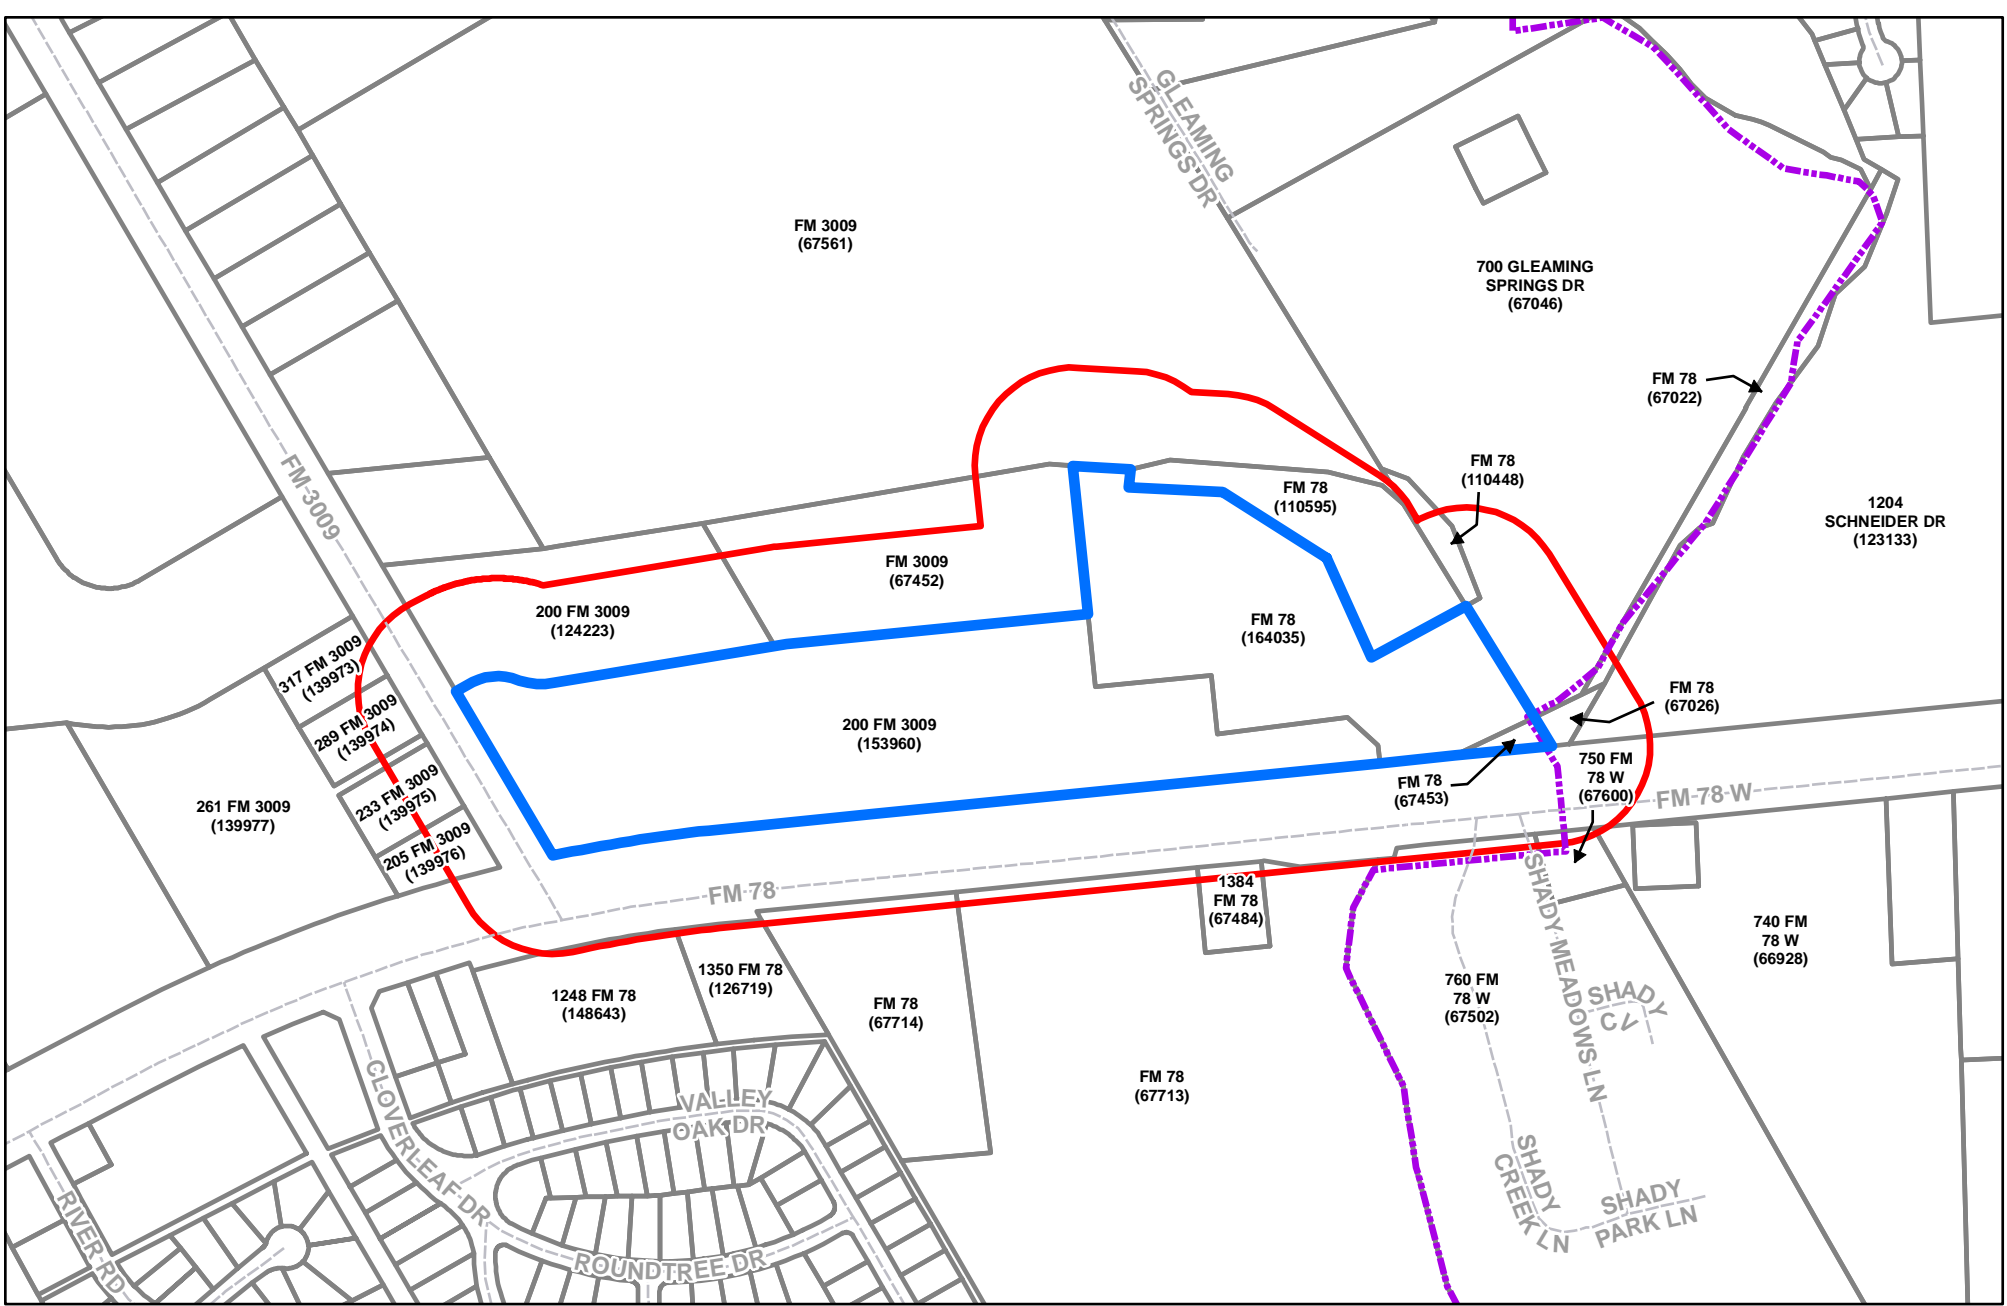 GLEAMING
SPRINGS DR
FM 3009
(67561)
700 GLEAMING
SPRINGS DR
(67046)
FM 78
(67022)
FM-3009
FM 78
(110448)
FM 78
(110595)
1204
SCHNEIDER DR
(123133)
FM 3009
(67452)
200 FM 3009
(124223)
FM 78
(164035)
317 FM 3009
(139973)
289 FM 3009
(139974)
233 FM 3009
(139975)
205 FM 3009
(139976)
261 FM 3009
(139977)
200 FM 3009
(153960)
FM 78
(67026)
FM 78
(67453)
750 FM
78 W
(67600)
FM 78 W
FM 78
1384
FM 78
(67484)
740 FM
78 W
(66928)
1248 FM 78
(148643)
1350 FM 78
(126719)
FM 78
(67714)
760 FM
78 W
(67502)
SHADY MEADOWS LN
SHADY
CV
FM 78
(67713)
CLOVERLEAF DR
VALLEY
OAK DR
ROUNDTREE DR
RIVER RD
SHADY
CREEK LN
SHADY
PARK LN